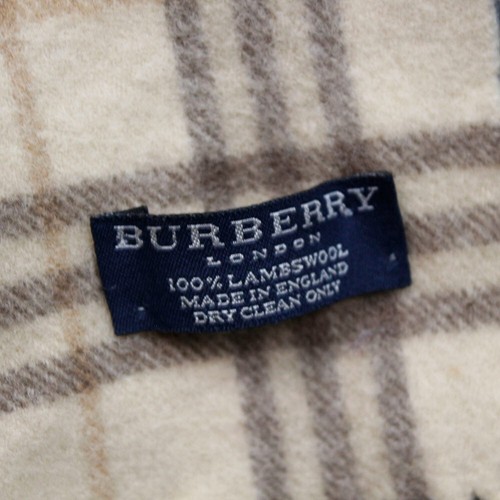 BURBERRY
LONDON
100% LAMBSWOOL
MADE IN ENGLAND
DRY CLEAN ONLY